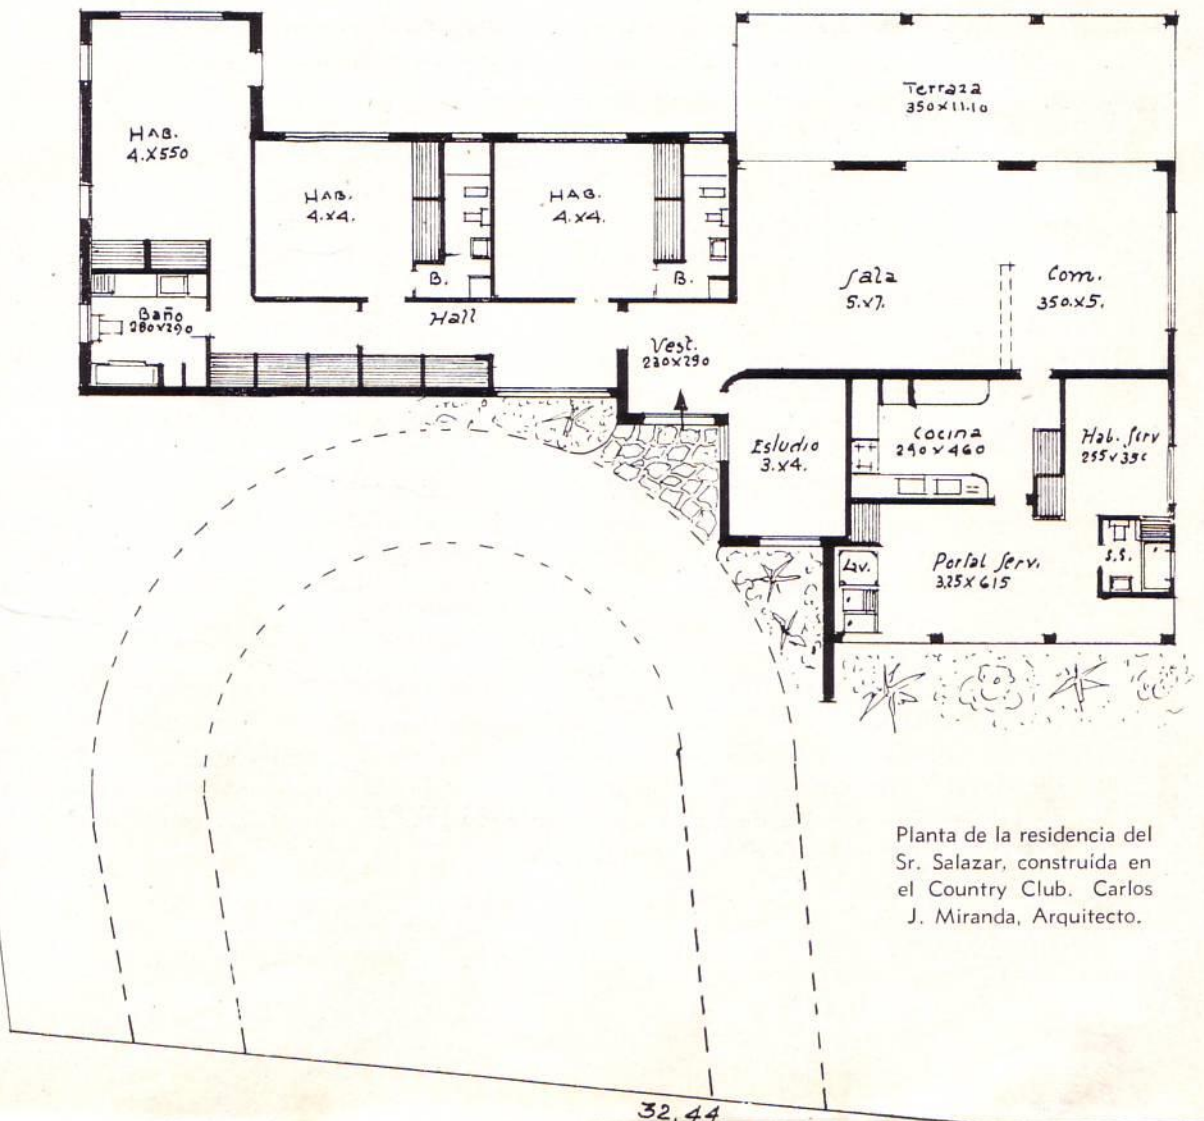 Terraza
350x11.10
HAB.
4.x550
HAB.
4.x4.
HAB.
4.x4.
B.
B.
Sala
5.x7.
Com.
350.x5.
Baño
280x290
Hall
Vest.
230x290
Estudio
3.x4.
Cocina
290x460
Hab. Serv
Lav.
Portal Serv.
3.25x615
S.S.
Planta de la residencia del
Sr. Salazar, construída en
el Country Club. Carlos
J. Miranda, Arquitecto.
32.44